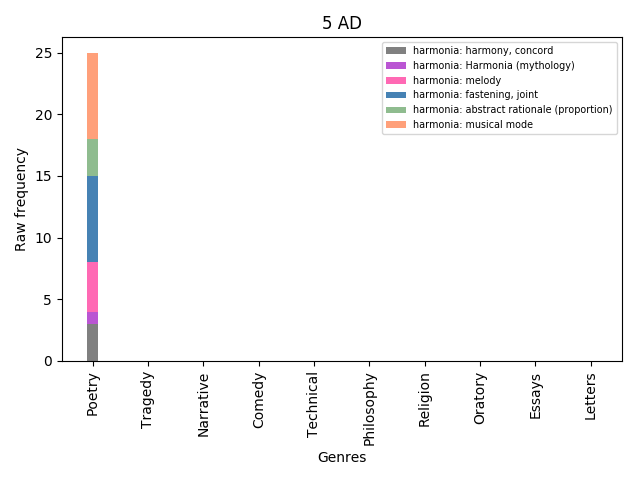 5 AD
harmonia: harmony, concord
harmonia: Harmonia (mythology)
harmonia: melody
harmonia: fastening, joint
harmonia: abstract rationale (proportion)
harmonia: musical mode
Raw frequency
25
20
15
10
5
0
Poetry
Tragedy
Narrative
Comedy
Technical
Philosophy
Religion
Oratory
Essays
Letters
Genres